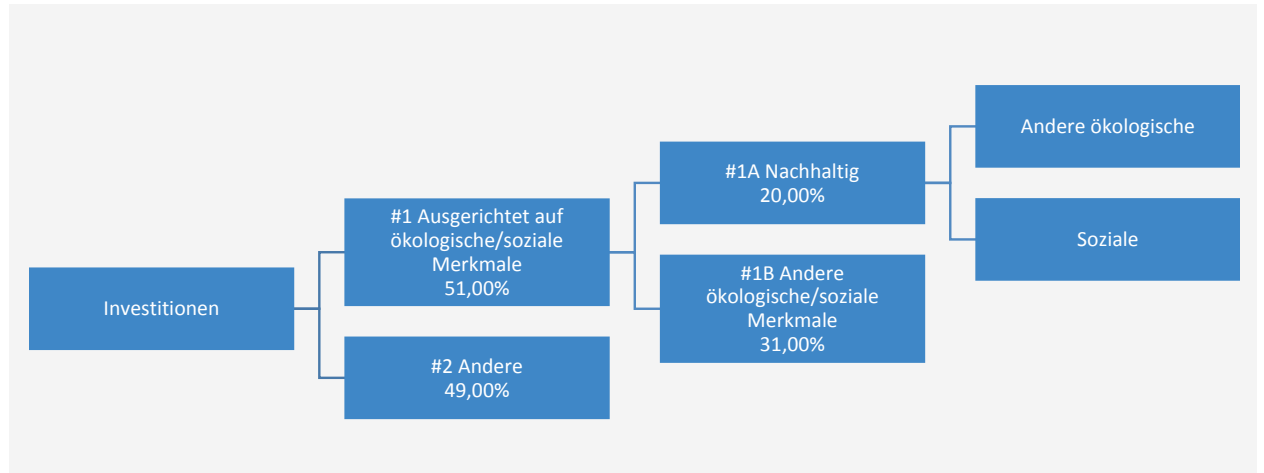 Investitionen
#1 Ausgerichtet auf
ökologische/soziale
Merkmale
51,00%
#2 Andere
49,00%
#1A Nachhaltig
20,00%
#1B Andere
ökologische/soziale
Merkmale
31,00%
Andere ökologische
Soziale